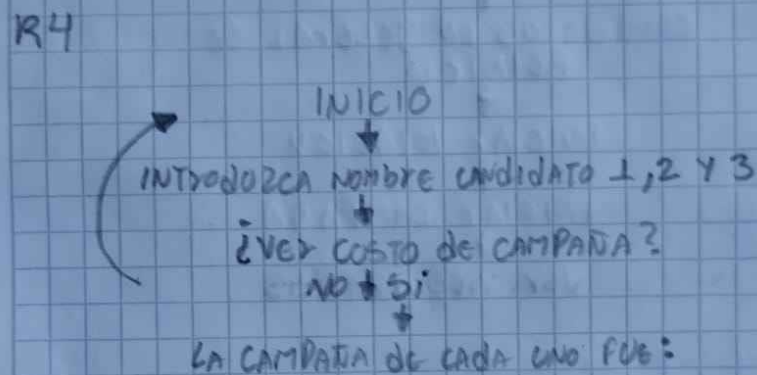 R4
INICIO
INTrodUZCA NOMbrE CANdIdATO 1, 2 Y 3
¿VEr COSTO dE CAMPAÑA?
NO Si
LA CAMPAÑA dE CAdA UNO FUE: